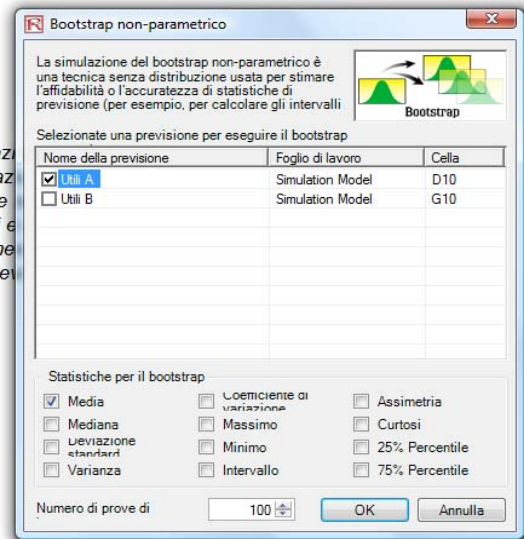 Bootstrap non-parametrico
La simulazione del bootstrap non-parametrico è
una tecnica senza distribuzione usata per stimare
l'affidabilità o l'accuratezza di statistiche di
previsione (per esempio, per calcolare gli intervalli
Bootstrap
Selezionate una previsione per eseguire il bootstrap
Nome della previsione Foglio di lavoro Cella
Utili A Simulation Model D10
Utili B Simulation Model G10
Statistiche per il bootstrap
Media Coefficiente di variazione Assimetria
Mediana Massimo Curtosi
Deviazione standard Minimo 25% Percentile
Varianza Intervallo 75% Percentile
Numero di prove di 100 OK Annulla